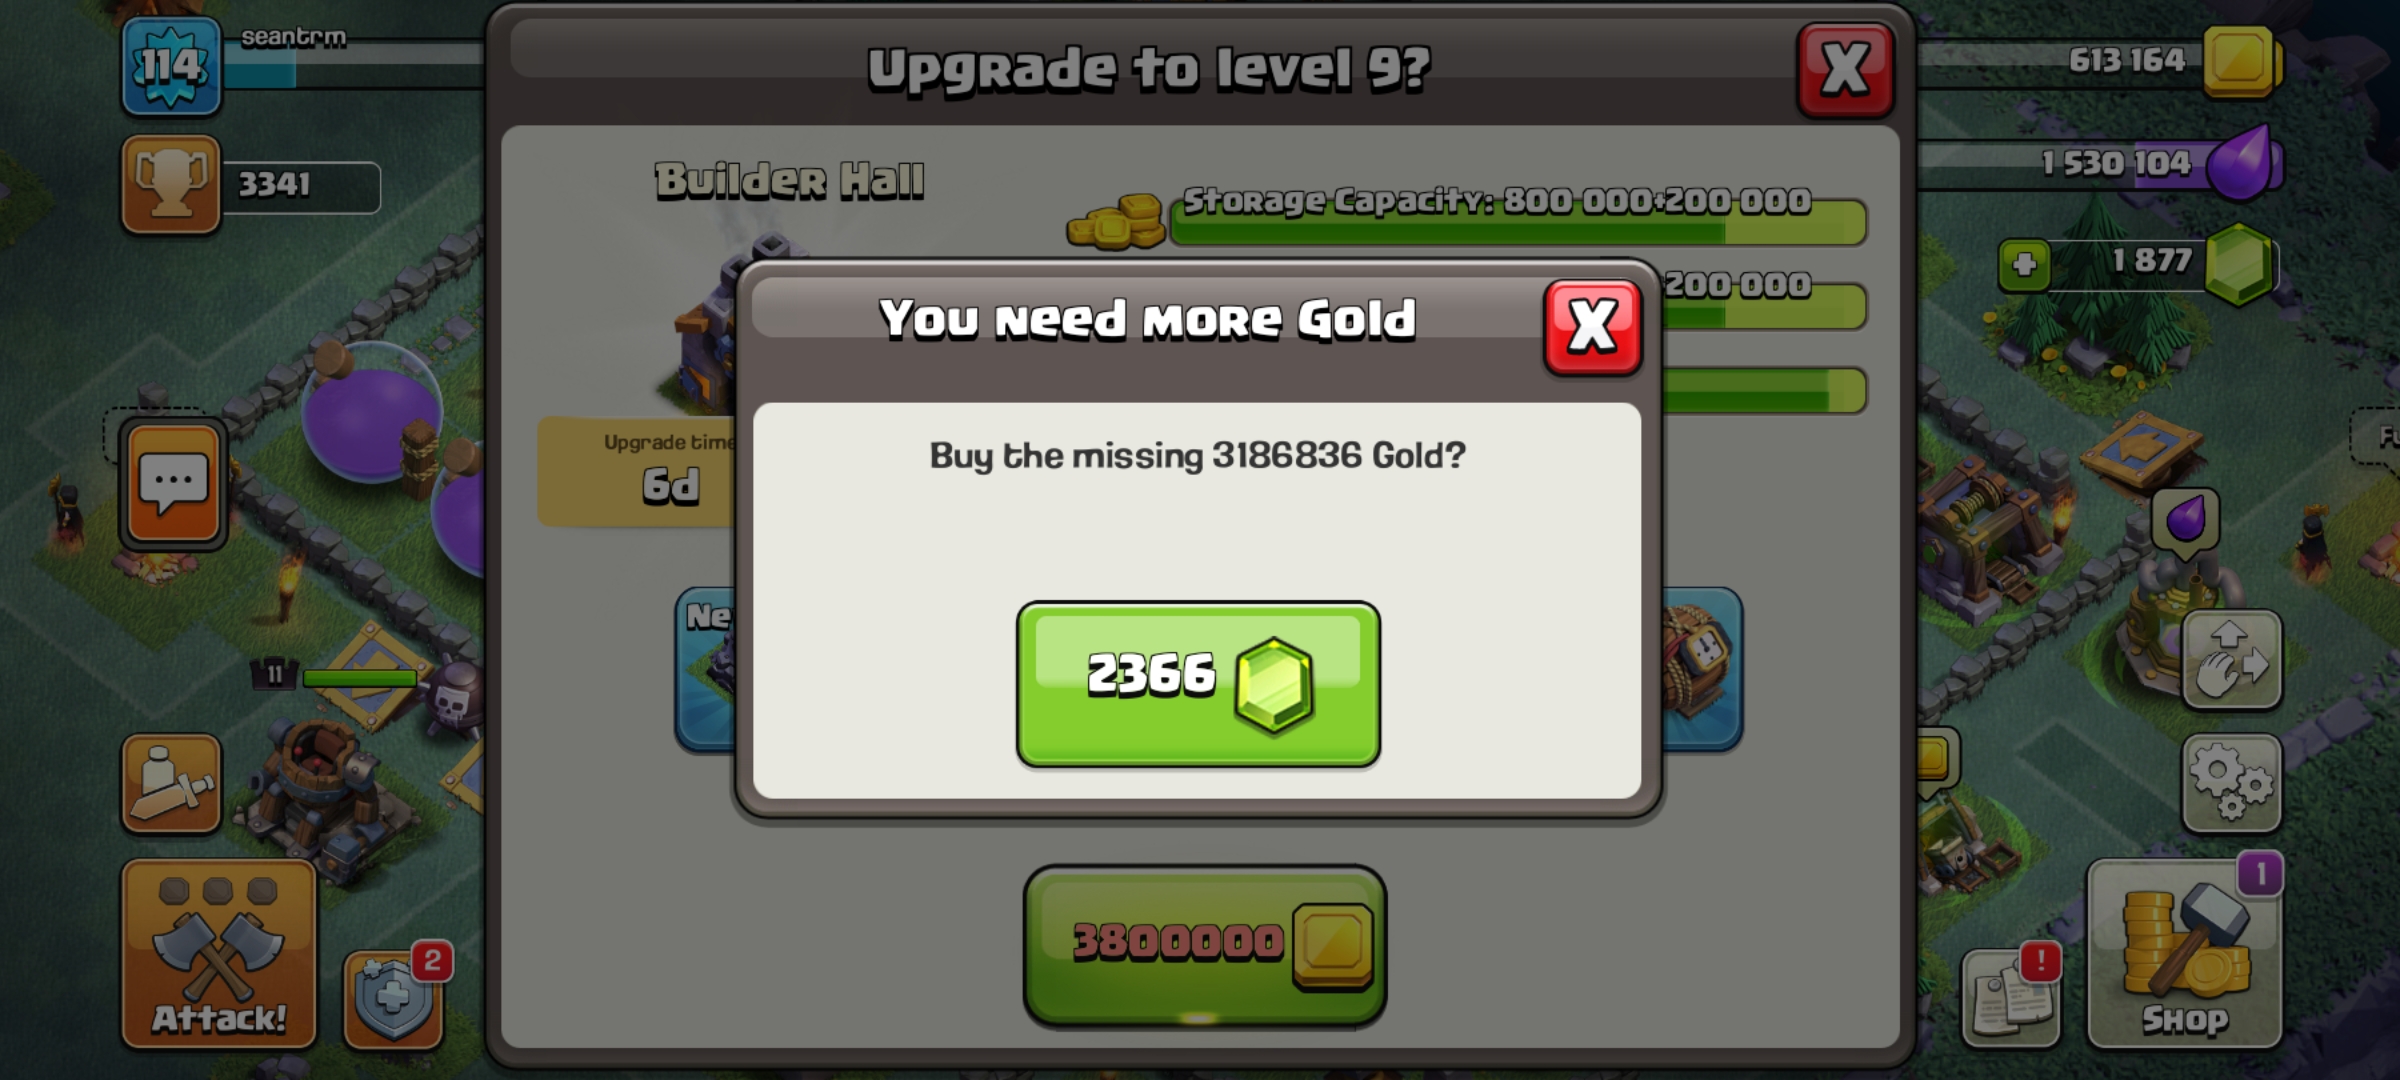 114
seantrm
Upgrade to level 9?
X
613 164
3341
Builder Hall
Storage Capacity: 800 000+200 000
1 530 104
+200 000
1 877
You need more Gold
X
Upgrade time
6d
Buy the missing 3186836 Gold?
Ne
11
2366
3800000
Attack!
2
1
!
Shop